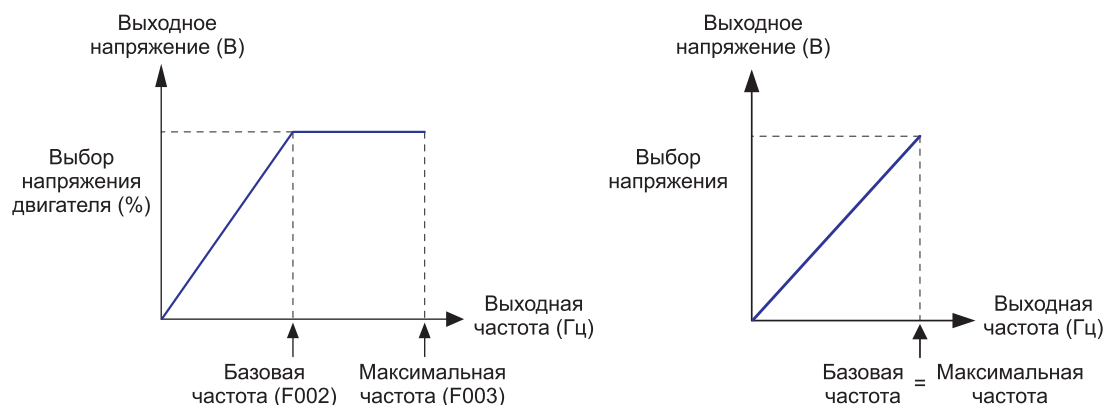 Выходное
напряжение (В)
Выбор
напряжения
двигателя (%)
Выходная
частота (Гц)
Базовая
частота (F002)
Максимальная
частота (F003)
Выходное
напряжение (В)
Выбор
напряжения
Выходная
частота (Гц)
Базовая
частота
=
Максимальная
частота